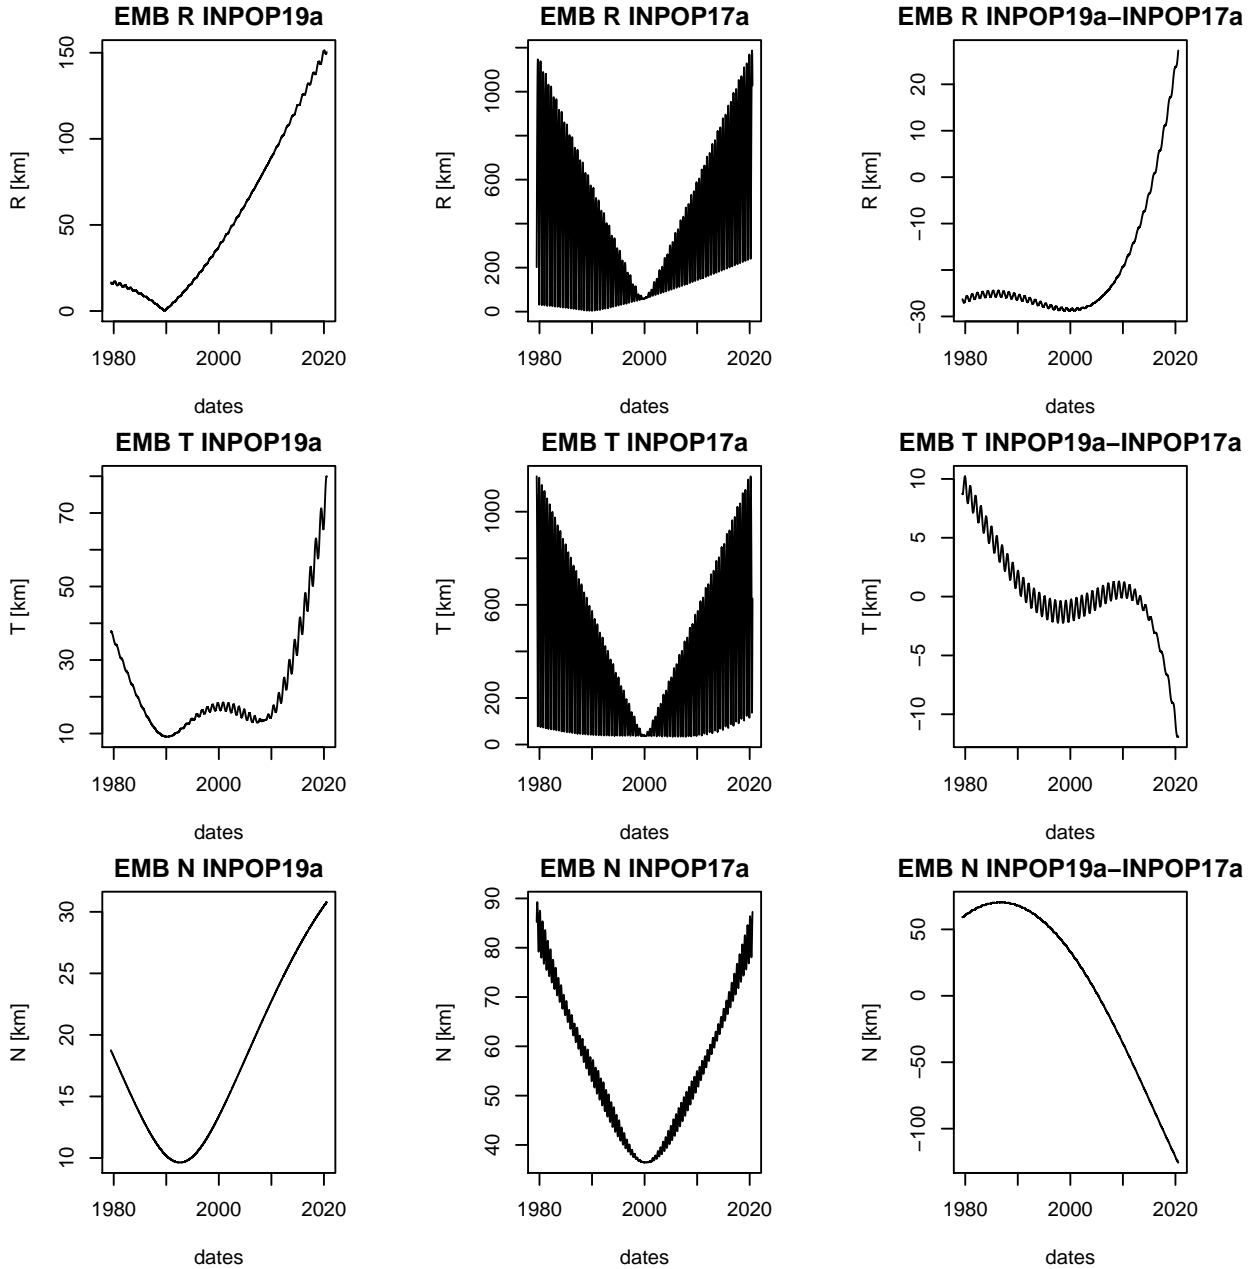 EMB R INPOP19a
R [km]
0 50 100 150
1980 2000 2020
dates
EMB R INPOP17a
R [km]
0 200 600 1000
1980 2000 2020
dates
EMB R INPOP19a−INPOP17a
R [km]
−30 −10 0 10 20
1980 2000 2020
dates
EMB T INPOP19a
T [km]
10 30 50 70
1980 2000 2020
dates
EMB T INPOP17a
T [km]
0 200 600 1000
1980 2000 2020
dates
EMB T INPOP19a−INPOP17a
T [km]
−10 −5 0 5 10
1980 2000 2020
dates
EMB N INPOP19a
N [km]
10 15 20 25 30
1980 2000 2020
dates
EMB N INPOP17a
N [km]
40 50 60 70 80 90
1980 2000 2020
dates
EMB N INPOP19a−INPOP17a
N [km]
−100 −50 0 50
1980 2000 2020
dates